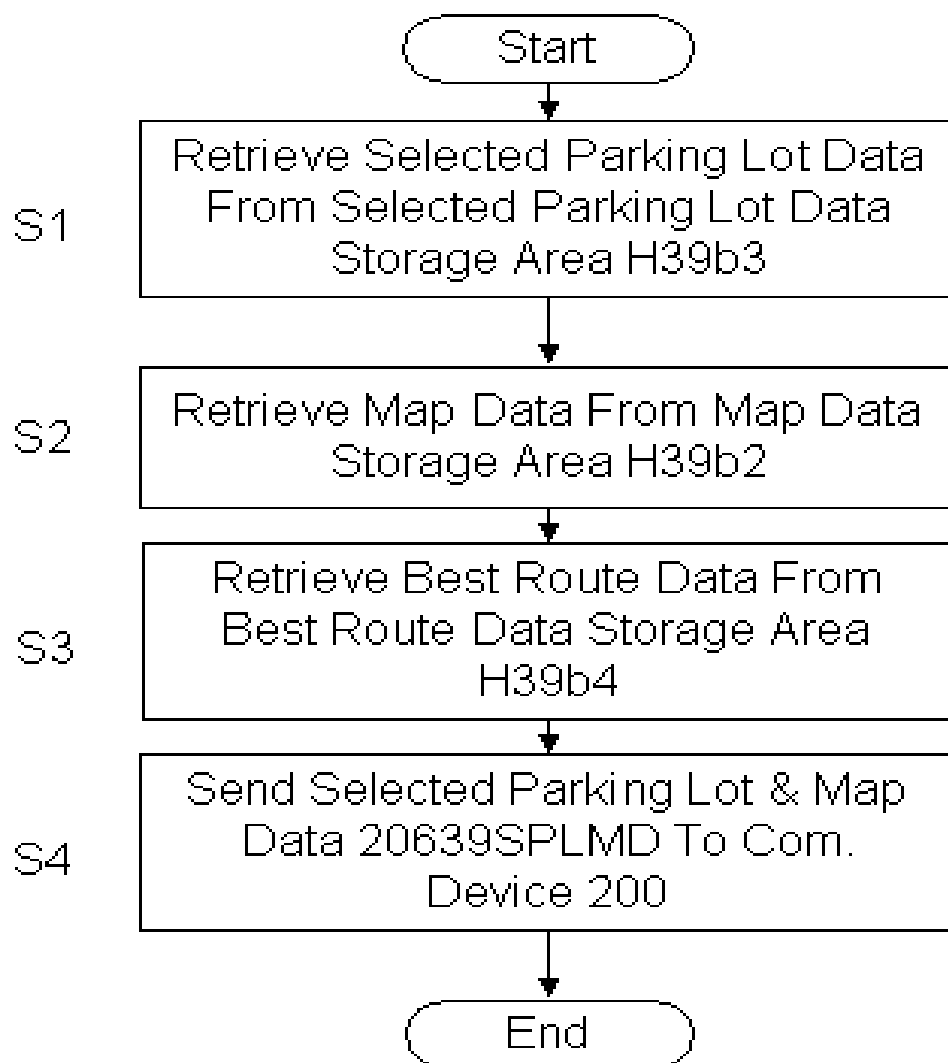 Start
S1
Retrieve Selected Parking Lot Data
From Selected Parking Lot Data
Storage Area H39b3
S2
Retrieve Map Data From Map Data
Storage Area H39b2
S3
Retrieve Best Route Data From
Best Route Data Storage Area
H39b4
S4
Send Selected Parking Lot & Map
Data 20639SPLMD To Com.
Device 200
End